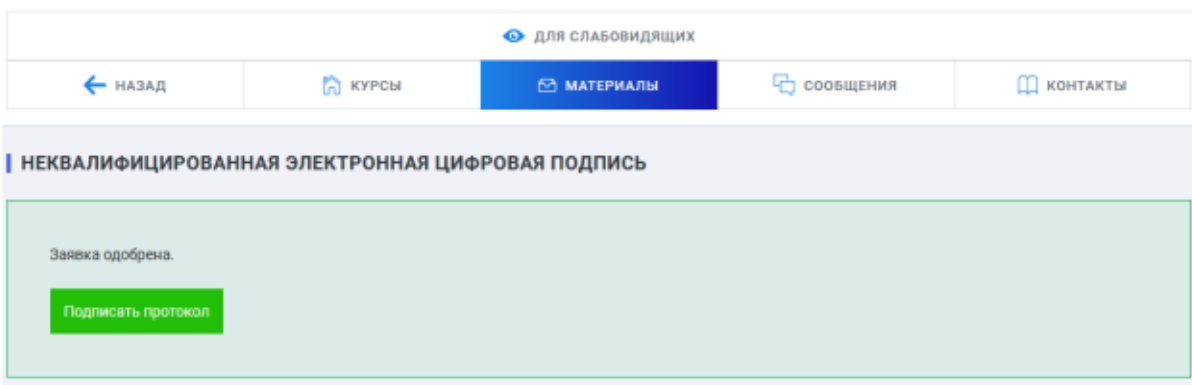 ДЛЯ СЛАБОВИДЯЩИХ
НАЗАД КУРСЫ МАТЕРИАЛЫ СООБЩЕНИЯ КОНТАКТЫ
НЕКВАЛИФИЦИРОВАННАЯ ЭЛЕКТРОННАЯ ЦИФРОВАЯ ПОДПИСЬ
Заявка одобрена.
Подписать протокол